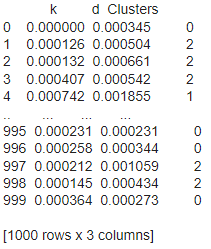 k d Clusters
0 0.000000 0.000345 0
1 0.000126 0.000504 2
2 0.000132 0.000661 2
3 0.000407 0.000542 2
4 0.000742 0.001855 1
.. ... ... ...
995 0.000231 0.000231 0
996 0.000258 0.000344 0
997 0.000212 0.001059 2
998 0.000145 0.000434 2
999 0.000364 0.000273 0
[1000 rows x 3 columns]